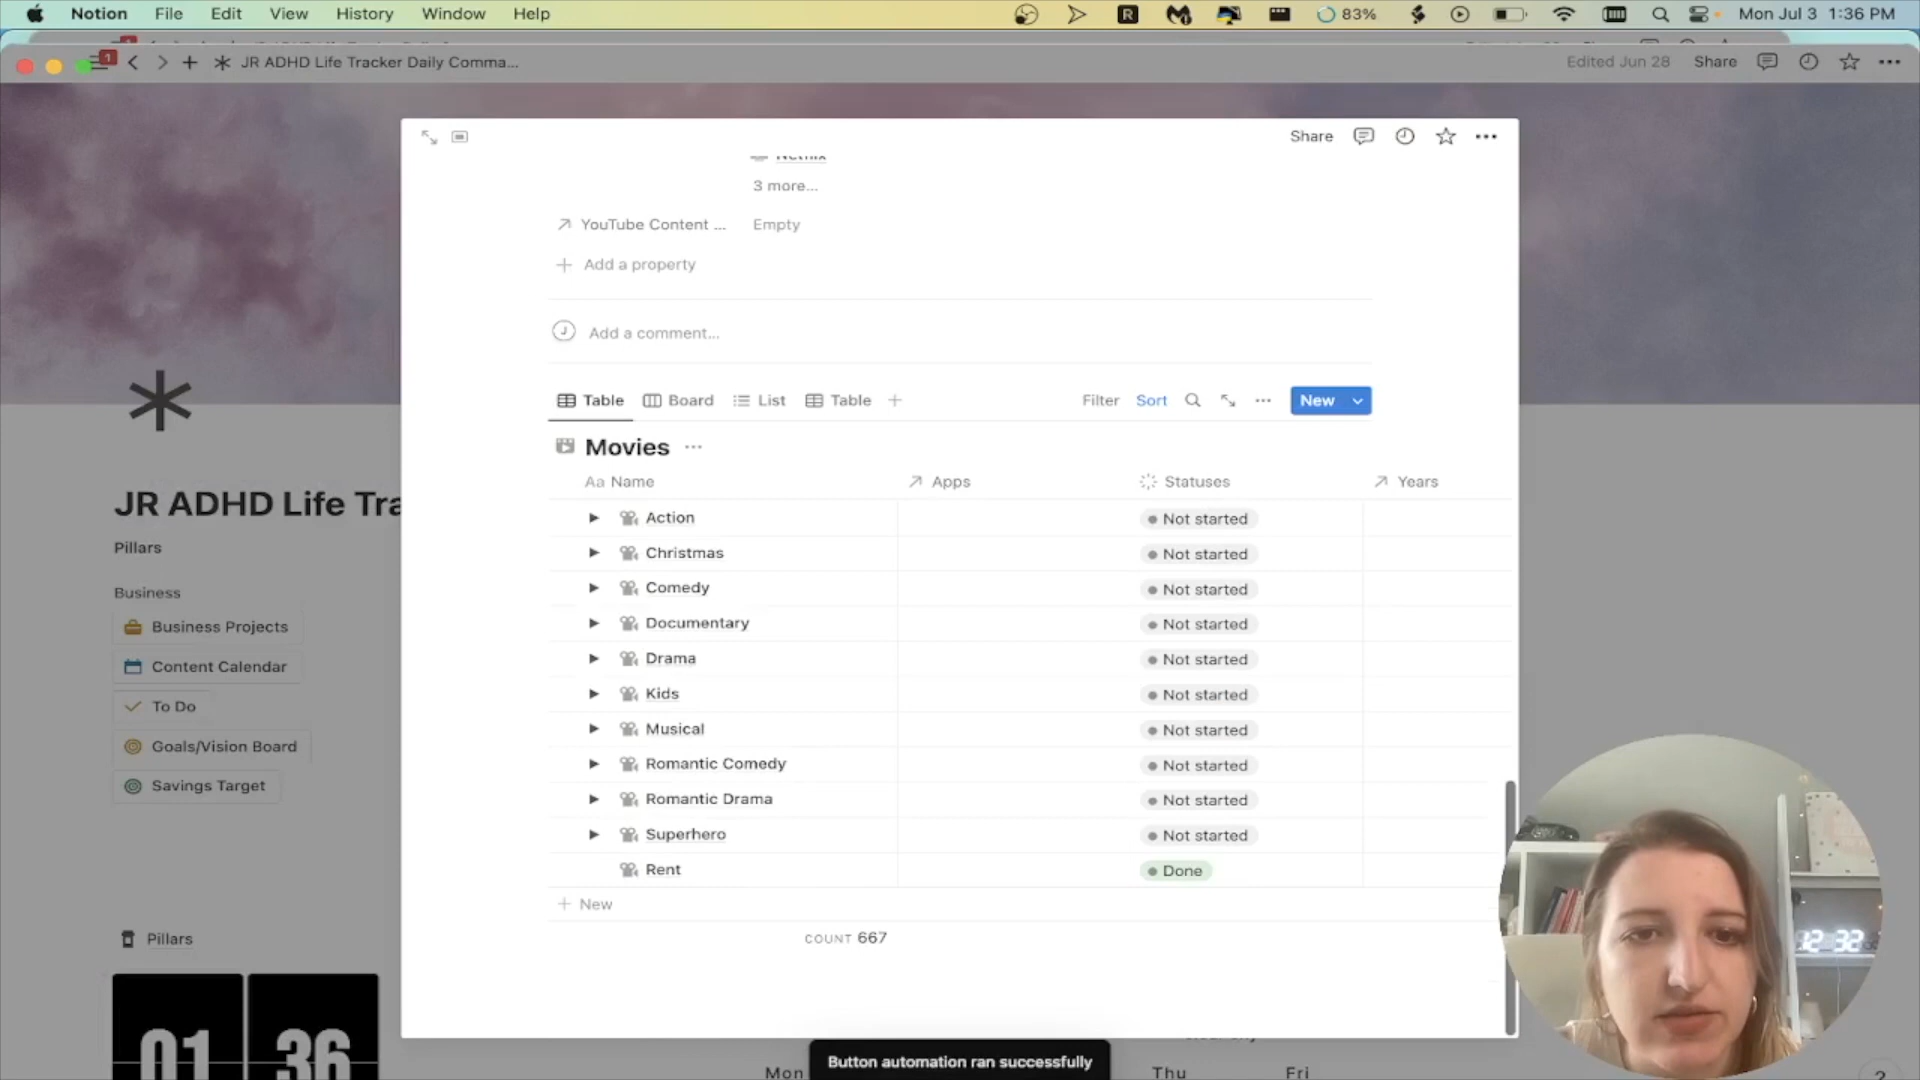 Notion File Edit View History Window Help
R 83% Mon Jul 3 1:36 PM
1 JR ADHD Life Tracker Daily Comma...
Edited Jun 28 Share
Share
Netflix
3 more...
YouTube Content ... Empty
Add a property
J Add a comment...
Table Board List Table
Filter Sort New
Movies
Aa Name Apps Statuses Years
Action Not started
Christmas Not started
Comedy Not started
Documentary Not started
Drama Not started
Kids Not started
Musical Not started
Romantic Comedy Not started
Romantic Drama Not started
Superhero Not started
Rent Done
New
COUNT 667
JR ADHD Life Tra
Pillars
Business
Business Projects
Content Calendar
To Do
Goals/Vision Board
Savings Target
Pillars
01 36
Mon Thu Fri
Button automation ran successfully
12 32
?